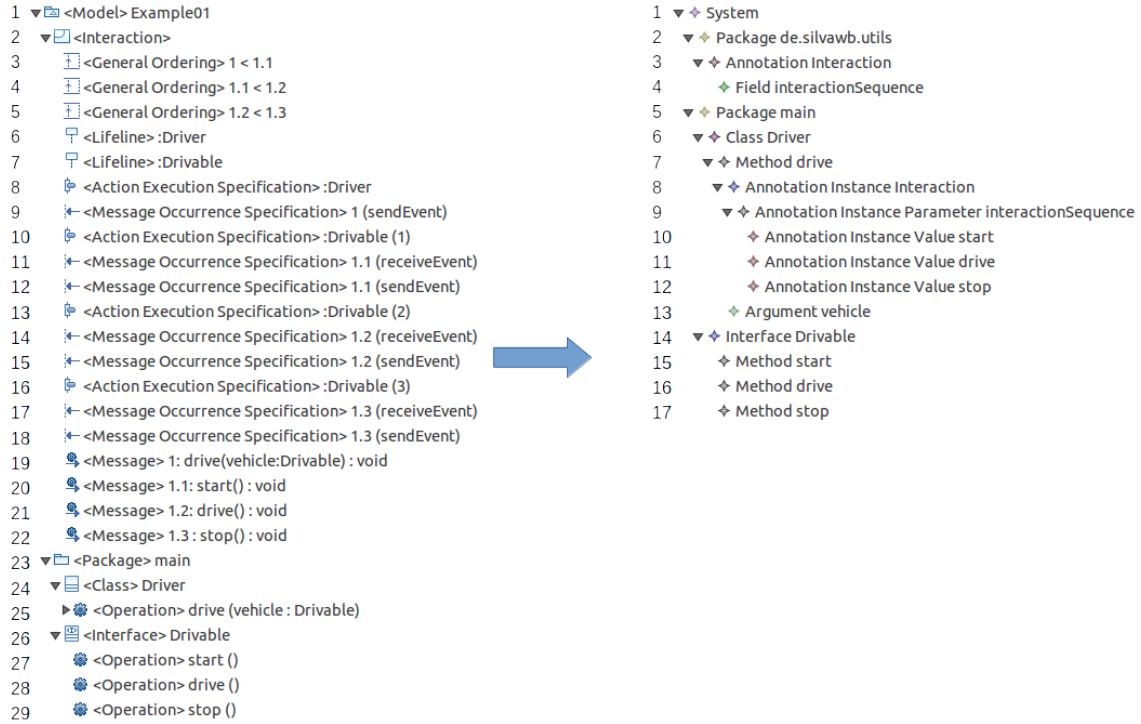 1 <Model> Example01
2 <Interaction>
3 <General Ordering> 1 < 1.1
4 <General Ordering> 1.1 < 1.2
5 <General Ordering> 1.2 < 1.3
6 <Lifeline> :Driver
7 <Lifeline> :Drivable
8 <Action Execution Specification> :Driver
9 <Message Occurrence Specification> 1 (sendEvent)
10 <Action Execution Specification> :Drivable (1)
11 <Message Occurrence Specification> 1.1 (receiveEvent)
12 <Message Occurrence Specification> 1.1 (sendEvent)
13 <Action Execution Specification> :Drivable (2)
14 <Message Occurrence Specification> 1.2 (receiveEvent)
15 <Message Occurrence Specification> 1.2 (sendEvent)
16 <Action Execution Specification> :Drivable (3)
17 <Message Occurrence Specification> 1.3 (receiveEvent)
18 <Message Occurrence Specification> 1.3 (sendEvent)
19 <Message> 1: drive(vehicle:Drivable) : void
20 <Message> 1.1: start() : void
21 <Message> 1.2: drive() : void
22 <Message> 1.3 : stop() : void
23 <Package> main
24 <Class> Driver
25 <Operation> drive (vehicle : Drivable)
26 <Interface> Drivable
27 <Operation> start ()
28 <Operation> drive ()
29 <Operation> stop ()
1 System
2 Package de.silvawb.utils
3 Annotation Interaction
4 Field interactionSequence
5 Package main
6 Class Driver
7 Method drive
8 Annotation Instance Interaction
9 Annotation Instance Parameter interactionSequence
10 Annotation Instance Value start
11 Annotation Instance Value drive
12 Annotation Instance Value stop
13 Argument vehicle
14 Interface Drivable
15 Method start
16 Method drive
17 Method stop